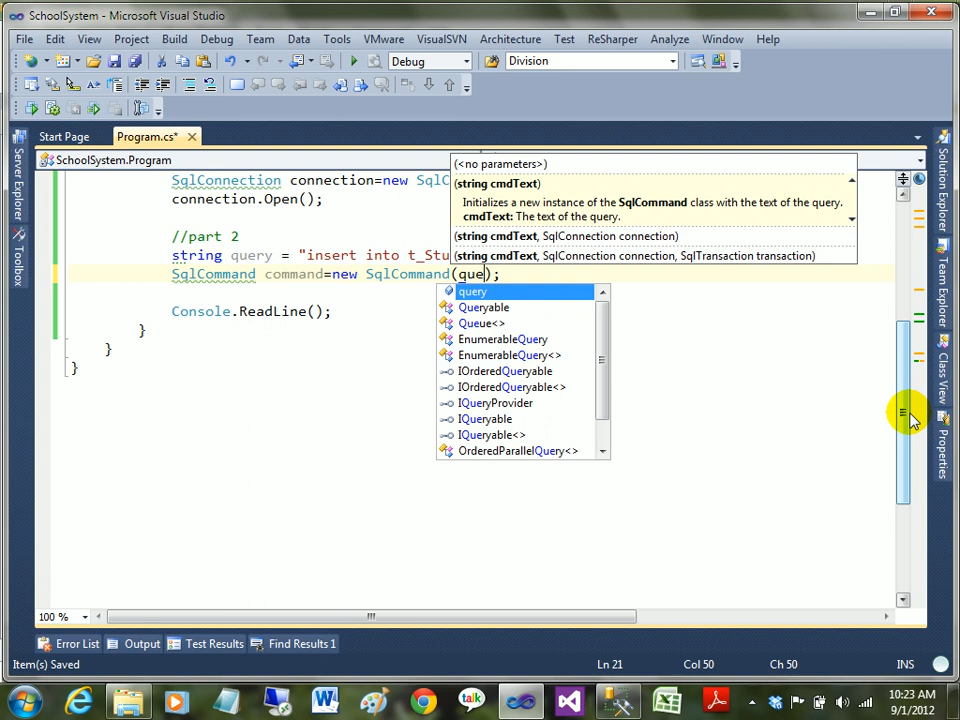 SchoolSystem - Microsoft Visual Studio
File Edit View Project Build Debug Team Data Tools VMware VisualSVN Architecture Test ReSharper Analyze Window Help
Debug Division
Start Page Program.cs*
SchoolSystem.Program
(<no parameters>)
SqlConnection connection=new SqlC
(string cmdText)
connection.Open();
Initializes a new instance of the SqlCommand class with the text of the query.
cmdText: The text of the query.
//part 2
(string cmdText, SqlConnection connection)
string query = "insert into t_Stu
(string cmdText, SqlConnection connection, SqlTransaction transaction)
SqlCommand command=new SqlCommand(que);
query
Queryable
Console.ReadLine();
Queue<>
}
EnumerableQuery
}
EnumerableQuery<>
}
IOrderedQueryable
IOrderedQueryable<>
IQueryProvider
IQueryable
IQueryable<>
OrderedParallelQuery<>
Server Explorer
Toolbox
Solution Explorer
Team Explorer
Class View
Properties
100 %
Error List Output Test Results Find Results 1
Item(s) Saved Ln 21 Col 50 Ch 50 INS
talk
10:23 AM
9/1/2012